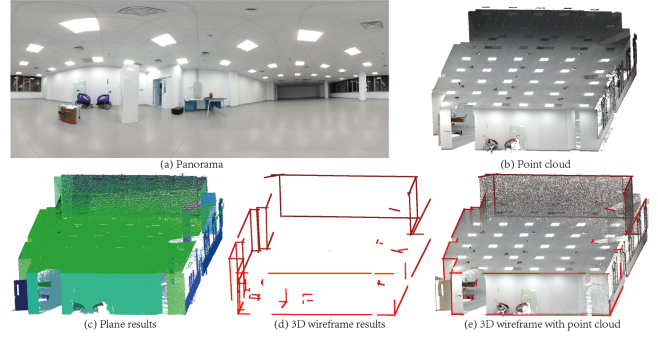 (a) Panorama
(b) Point cloud
(c) Plane results
(d) 3D wireframe results
(e) 3D wireframe with point cloud